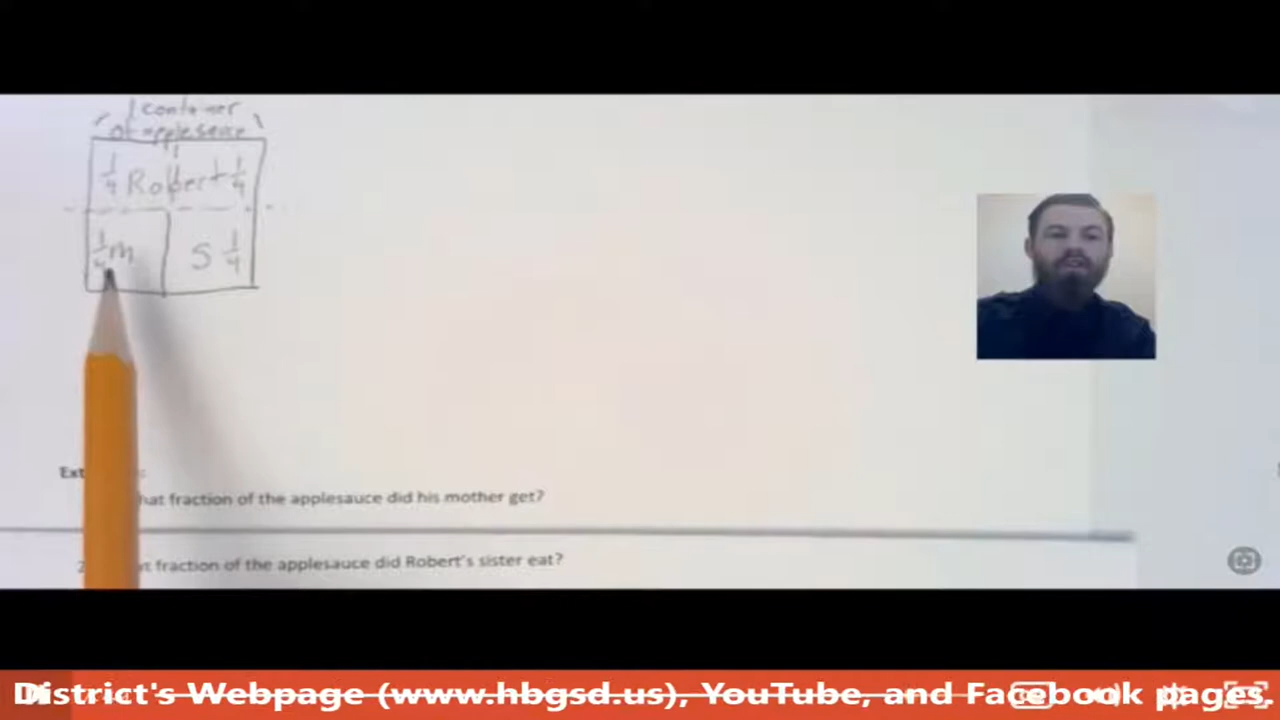 1 container
of applesauce
1/4 Robert 1/4
1/4 m S 1/4
hat fraction of the applesauce did his mother get?
fraction of the applesauce did Robert's sister eat?
District's Webpage (www.hbgsd.us), YouTube, and Facebook pages.